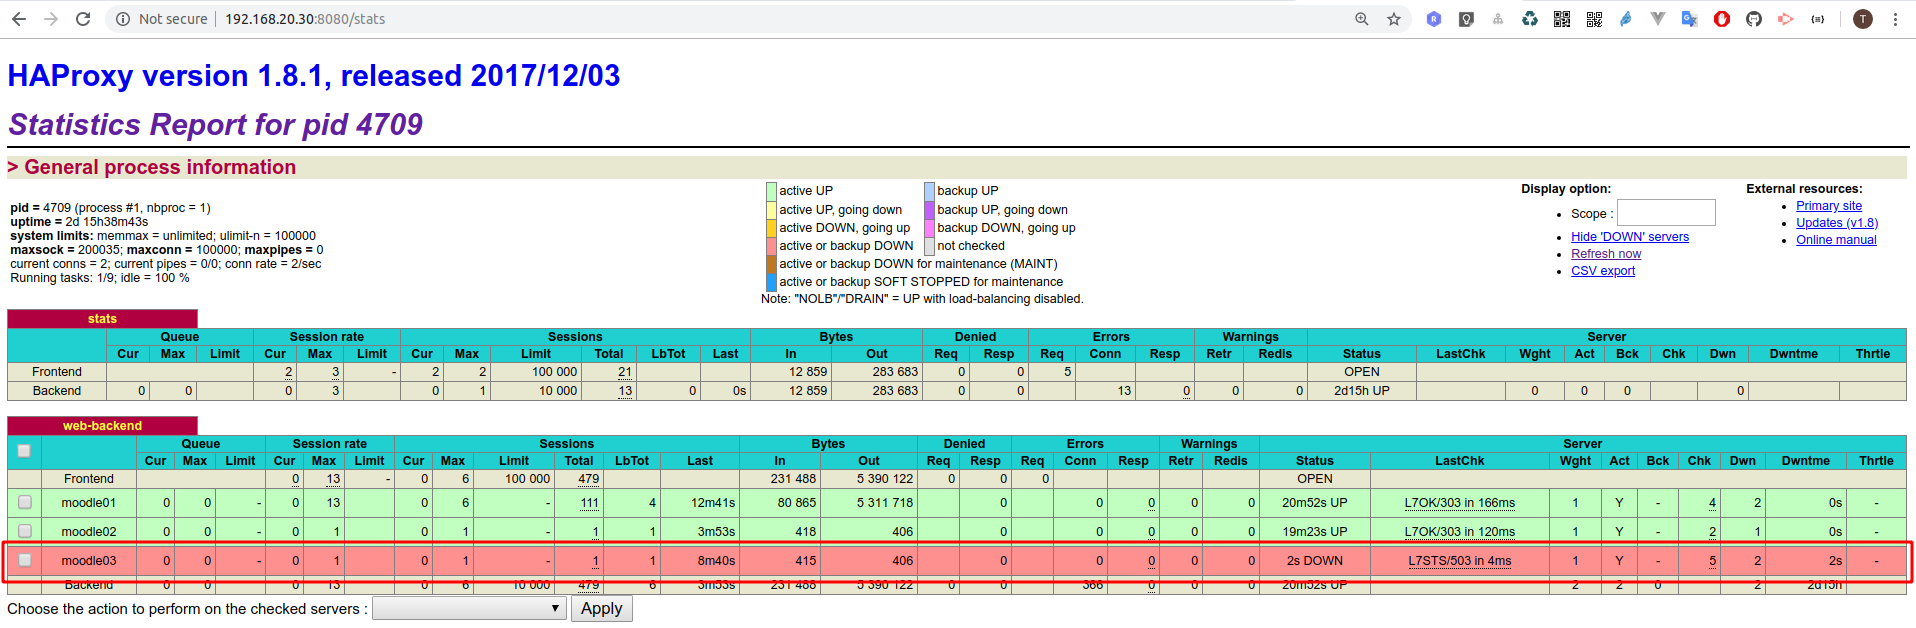 Not secure | 192.168.20.30:8080/stats
HAProxy version 1.8.1, released 2017/12/03
Statistics Report for pid 4709
> General process information
pid = 4709 (process #1, nbproc = 1)
uptime = 2d 15h38m43s
system limits: memmax = unlimited; ulimit-n = 100000
maxsock = 200035; maxconn = 100000; maxpipes = 0
current conns = 2; current pipes = 0/0; conn rate = 2/sec
Running tasks: 1/9; idle = 100 %
active UP backup UP
active UP, going down backup UP, going down
active DOWN, going up backup DOWN, going up
active or backup DOWN not checked
active or backup DOWN for maintenance (MAINT)
active or backup SOFT STOPPED for maintenance
Note: "NOLB"/"DRAIN" = UP with load-balancing disabled.
Display option:
Scope :
Hide 'DOWN' servers
Refresh now
CSV export
External resources:
Primary site
Updates (v1.8)
Online manual
stats
Queue Session rate Sessions Bytes Denied Errors Warnings Server
Cur Max Limit Cur Max Limit Cur Max Limit Total LbTot Last In Out Req Resp Req Conn Resp Retr Redis Status LastChk Wght Act Bck Chk Dwn Dwntme Thrtle
Frontend 2 3 - 2 2 100 000 21 12 859 283 683 0 0 5 OPEN
Backend 0 0 0 3 0 1 10 000 13 0 0s 12 859 283 683 0 0 13 0 0 0 2d15h UP 0 0 0 0
web-backend
Queue Session rate Sessions Bytes Denied Errors Warnings Server
Cur Max Limit Cur Max Limit Cur Max Limit Total LbTot Last In Out Req Resp Req Conn Resp Retr Redis Status LastChk Wght Act Bck Chk Dwn Dwntme Thrtle
Frontend 0 13 - 0 6 100 000 479 231 488 5 390 122 0 0 0 OPEN
moodle01 0 0 - 0 13 0 6 - 111 4 12m41s 80 865 5 311 718 0 0 0 0 0 20m52s UP L7OK/303 in 166ms 1 Y - 4 2 0s -
moodle02 0 0 - 0 1 0 1 - 1 1 3m53s 418 406 0 0 0 0 0 19m23s UP L7OK/303 in 120ms 1 Y - 2 1 0s -
moodle03 0 0 - 0 1 0 1 - 1 1 8m40s 415 406 0 0 0 0 0 2s DOWN L7STS/503 in 4ms 1 Y - 5 2 2s -
Backend 0 0 0 13 0 6 10 000 479 6 3m53s 231 488 5 390 122 0 0 366 0 0 0 20m52s UP 2 2 0 2 2d15h
Choose the action to perform on the checked servers : Apply